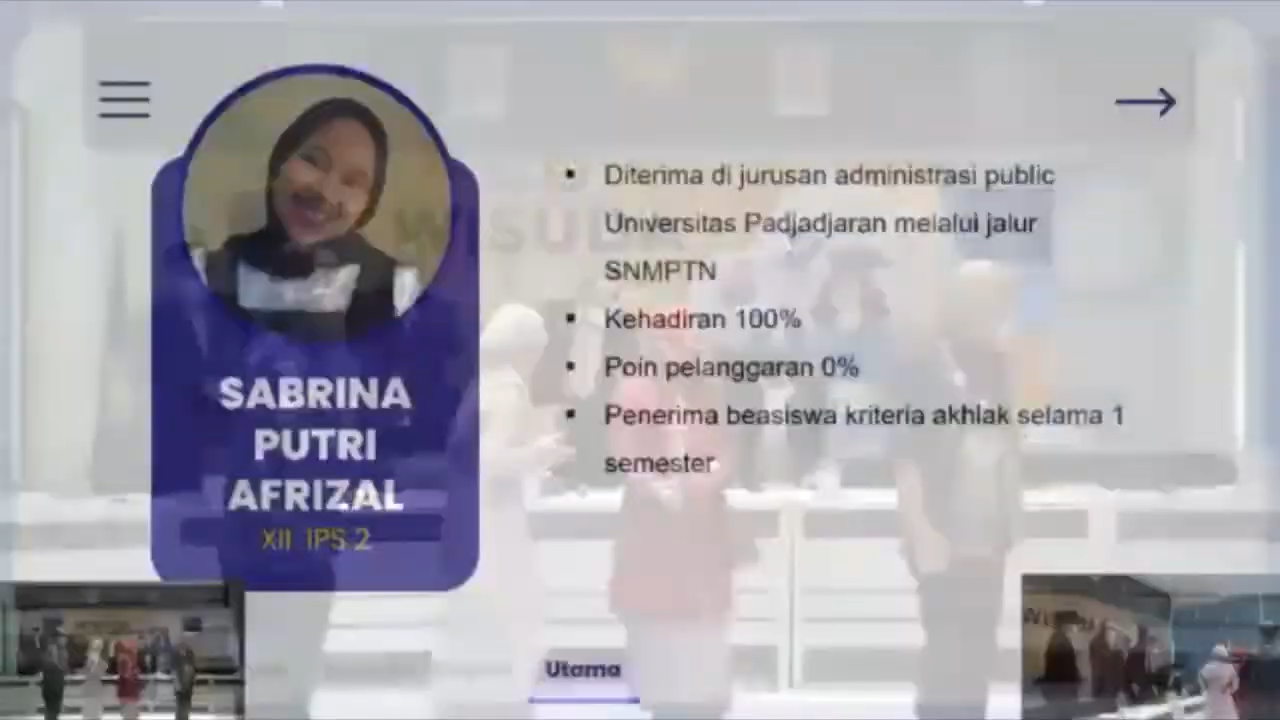 SABRINA
PUTRI
AFRIZAL
XII IPS 2
▪ Diterima di jurusan administrasi public
Universitas Padjadjaran melalui jalur
SNMPTN
▪ Kehadiran 100%
▪ Poin pelanggaran 0%
▪ Penerima beasiswa kriteria akhlak selama 1
semester
WISUDA
Utama